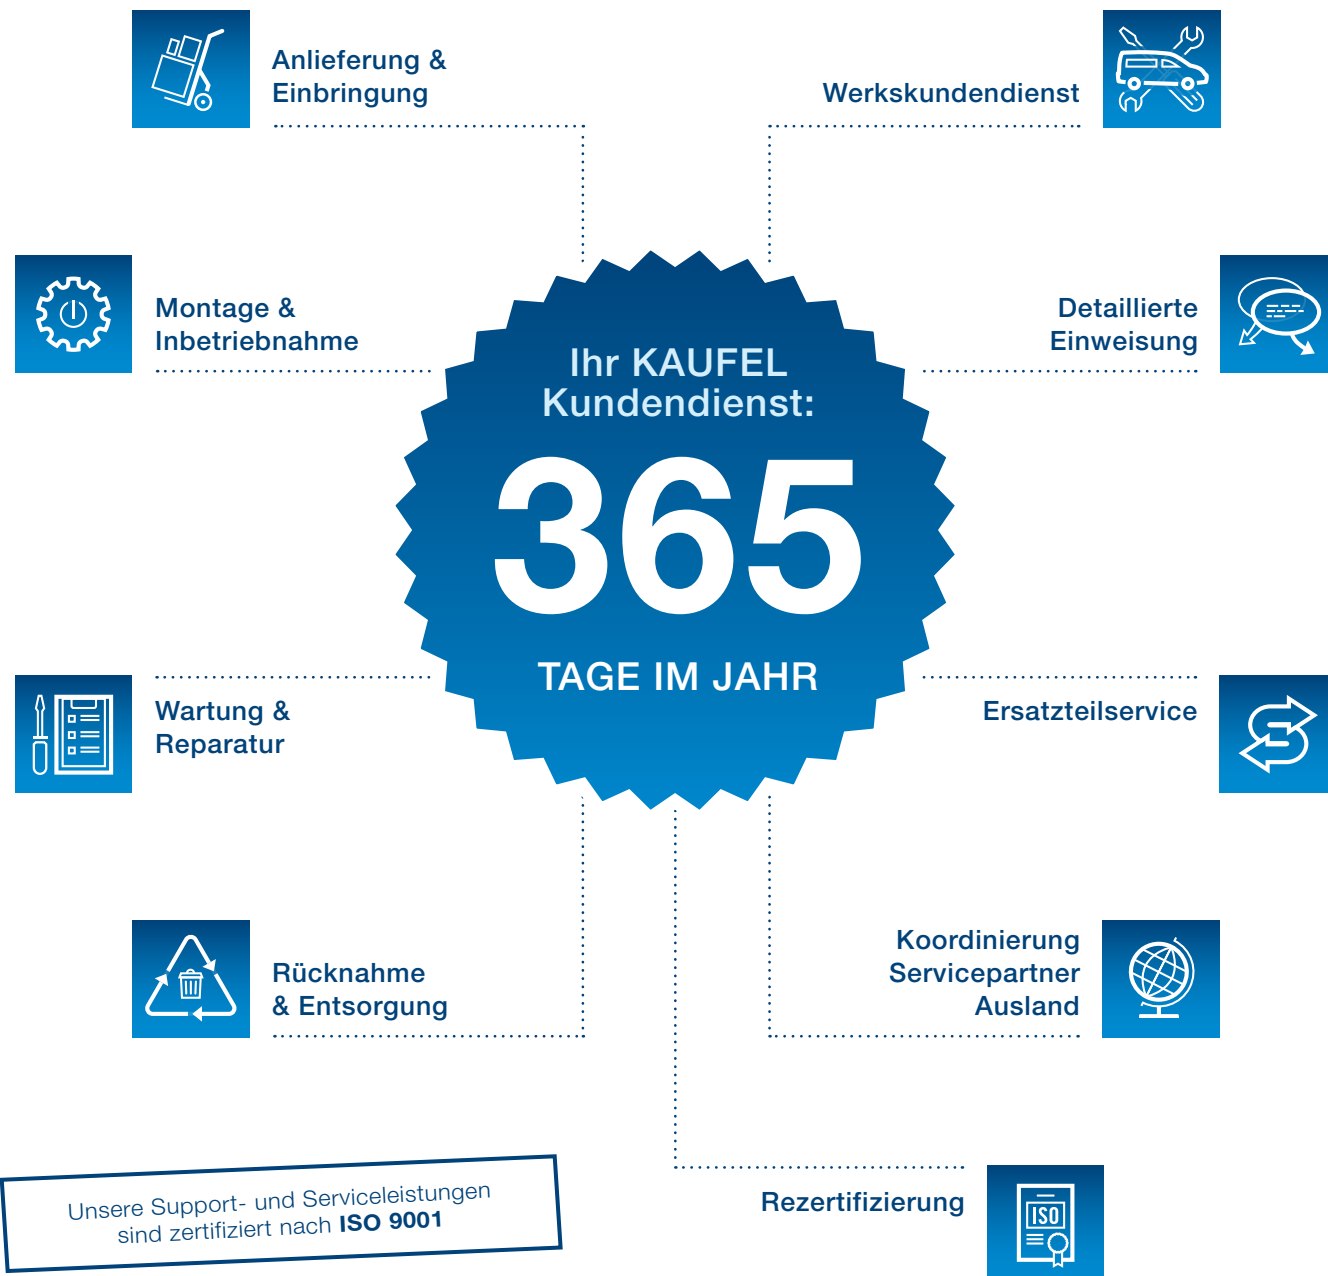 Anlieferung &
Einbringung
Werkskundendienst
Montage &
Inbetriebnahme
Detaillierte
Einweisung
Ihr KAUFEL
Kundendienst:
365
TAGE IM JAHR
Wartung &
Reparatur
Ersatzteilservice
Rücknahme
& Entsorgung
Koordinierung
Servicepartner
Ausland
Rezertifizierung
ISO
Unsere Support- und Serviceleistungen
sind zertifiziert nach ISO 9001